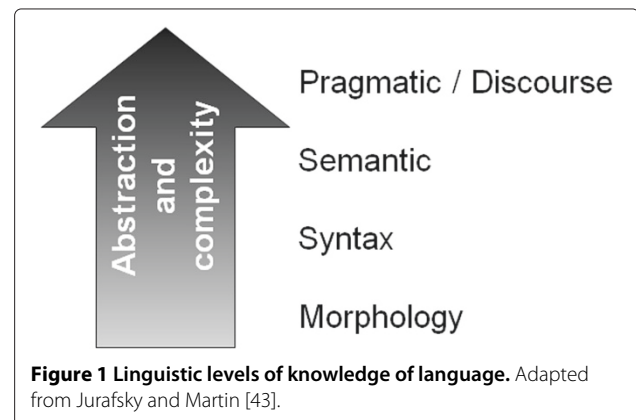 Abstraction
and
complexity
Pragmatic / Discourse
Semantic
Syntax
Morphology
Figure 1 Linguistic levels of knowledge of language. Adapted
from Jurafsky and Martin [43].